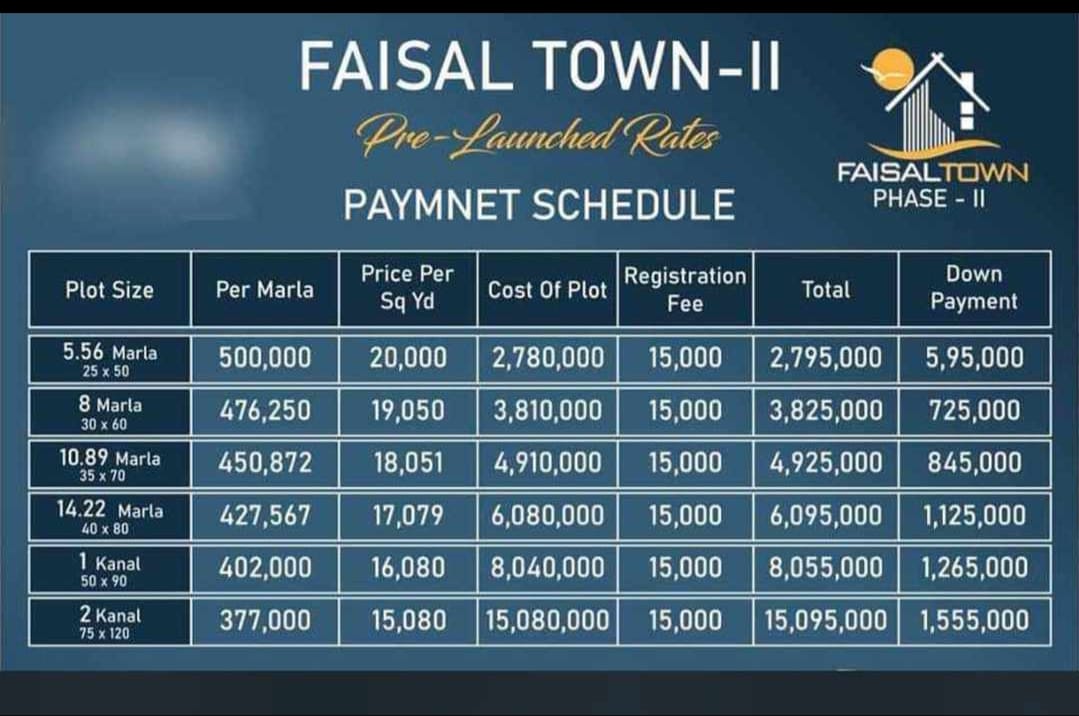 FAISAL TOWN-II
Pre-Launched Rates
PAYMNET SCHEDULE
FAISALTOWN
PHASE - II
Plot Size Per Marla Price Per Sq Yd Cost Of Plot Registration Fee Total Down Payment
5.56 Marla 500,000 20,000 2,780,000 15,000 2,795,000 5,95,000
25 x 50
8 Marla 476,250 19,050 3,810,000 15,000 3,825,000 725,000
30 x 60
10.89 Marla 450,872 18,051 4,910,000 15,000 4,925,000 845,000
35 x 70
14.22 Marla 427,567 17,079 6,080,000 15,000 6,095,000 1,125,000
40 x 80
1 Kanal 402,000 16,080 8,040,000 15,000 8,055,000 1,265,000
50 x 90
2 Kanal 377,000 15,080 15,080,000 15,000 15,095,000 1,555,000
75 x 120